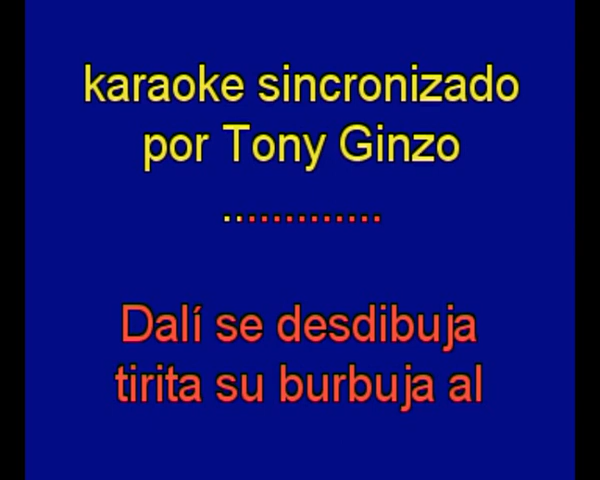 karaoke sincronizado
por Tony Ginzo
.............
Dalí se desdibuja
tirita su burbuja al